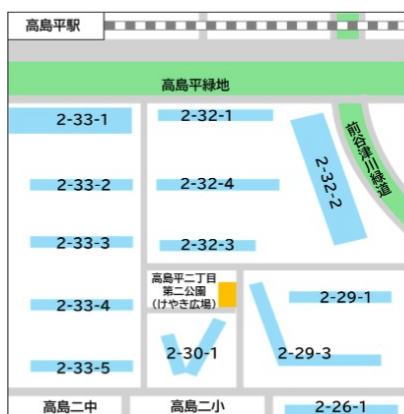 高島平駅
高島平緑地
2-33-1
2-32-1
前谷津川緑道
2-33-2
2-32-4
2-32-2
2-33-3
2-32-3
高島平二丁目
第二公園
(けやき広場)
2-33-4
2-29-1
2-30-1
2-29-3
2-33-5
高島二中
高島二小
2-26-1